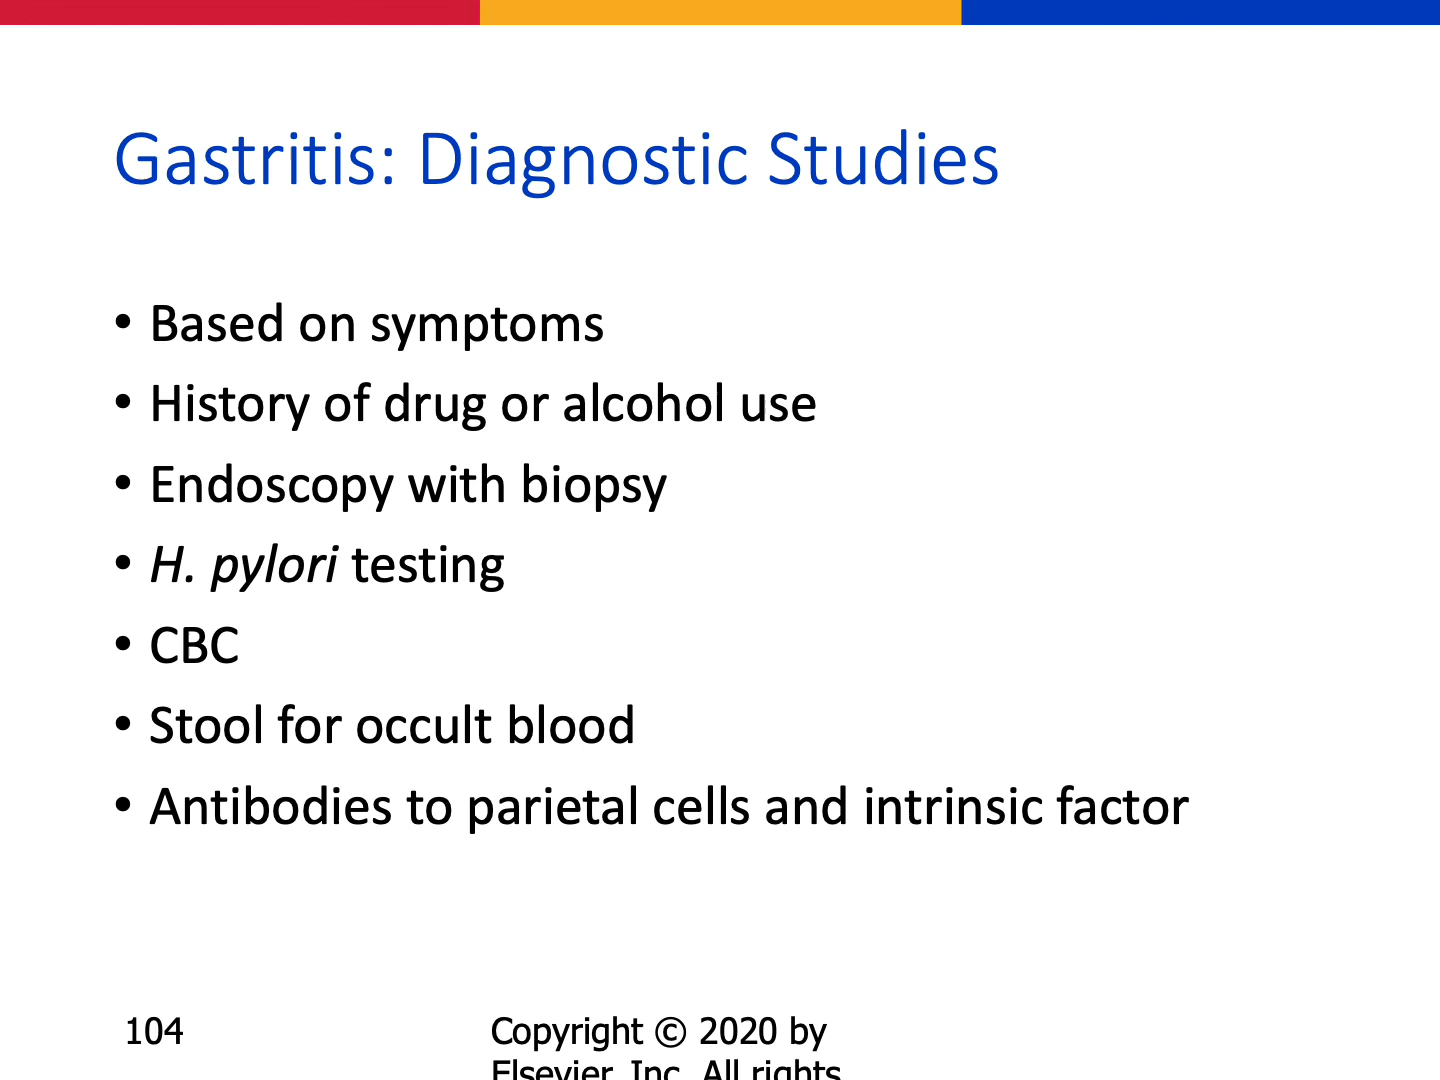 Gastritis: Diagnostic Studies
• Based on symptoms
• History of drug or alcohol use
• Endoscopy with biopsy
• H. pylori testing
• CBC
• Stool for occult blood
• Antibodies to parietal cells and intrinsic factor
104
Copyright © 2020 by
Elsevier, Inc. All rights